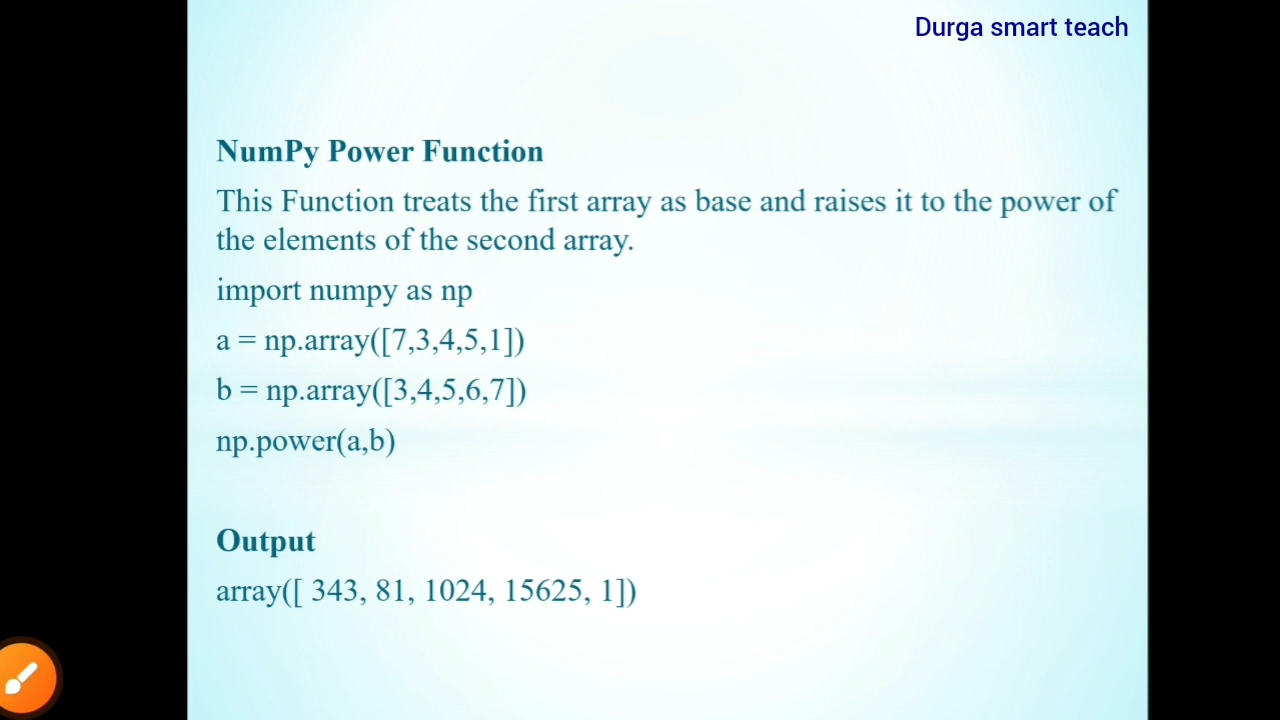 Durga smart teach
NumPy Power Function
This Function treats the first array as base and raises it to the power of
the elements of the second array.
import numpy as np
a = np.array([7,3,4,5,1])
b = np.array([3,4,5,6,7])
np.power(a,b)
Output
array([ 343, 81, 1024, 15625, 1])